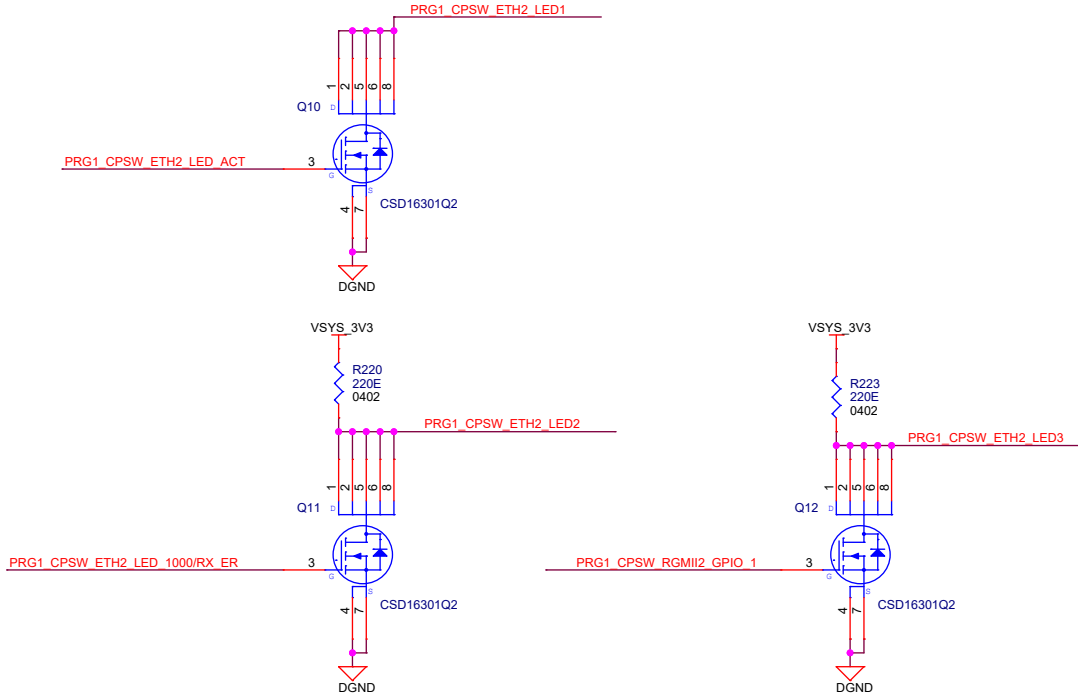 PRG1_CPSW_ETH2_LED1
1
2
5
6
8
Q10
D
PRG1_CPSW_ETH2_LED_ACT
3
G
S
CSD16301Q2
4
7
DGND
VSYS_3V3
R220
220E
0402
PRG1_CPSW_ETH2_LED2
1
2
5
6
8
Q11
D
PRG1_CPSW_ETH2_LED_1000/RX_ER
3
G
S
CSD16301Q2
4
7
DGND
VSYS_3V3
R223
220E
0402
PRG1_CPSW_ETH2_LED3
1
2
5
6
8
Q12
D
PRG1_CPSW_RGMII2_GPIO_1
3
G
S
CSD16301Q2
4
7
DGND